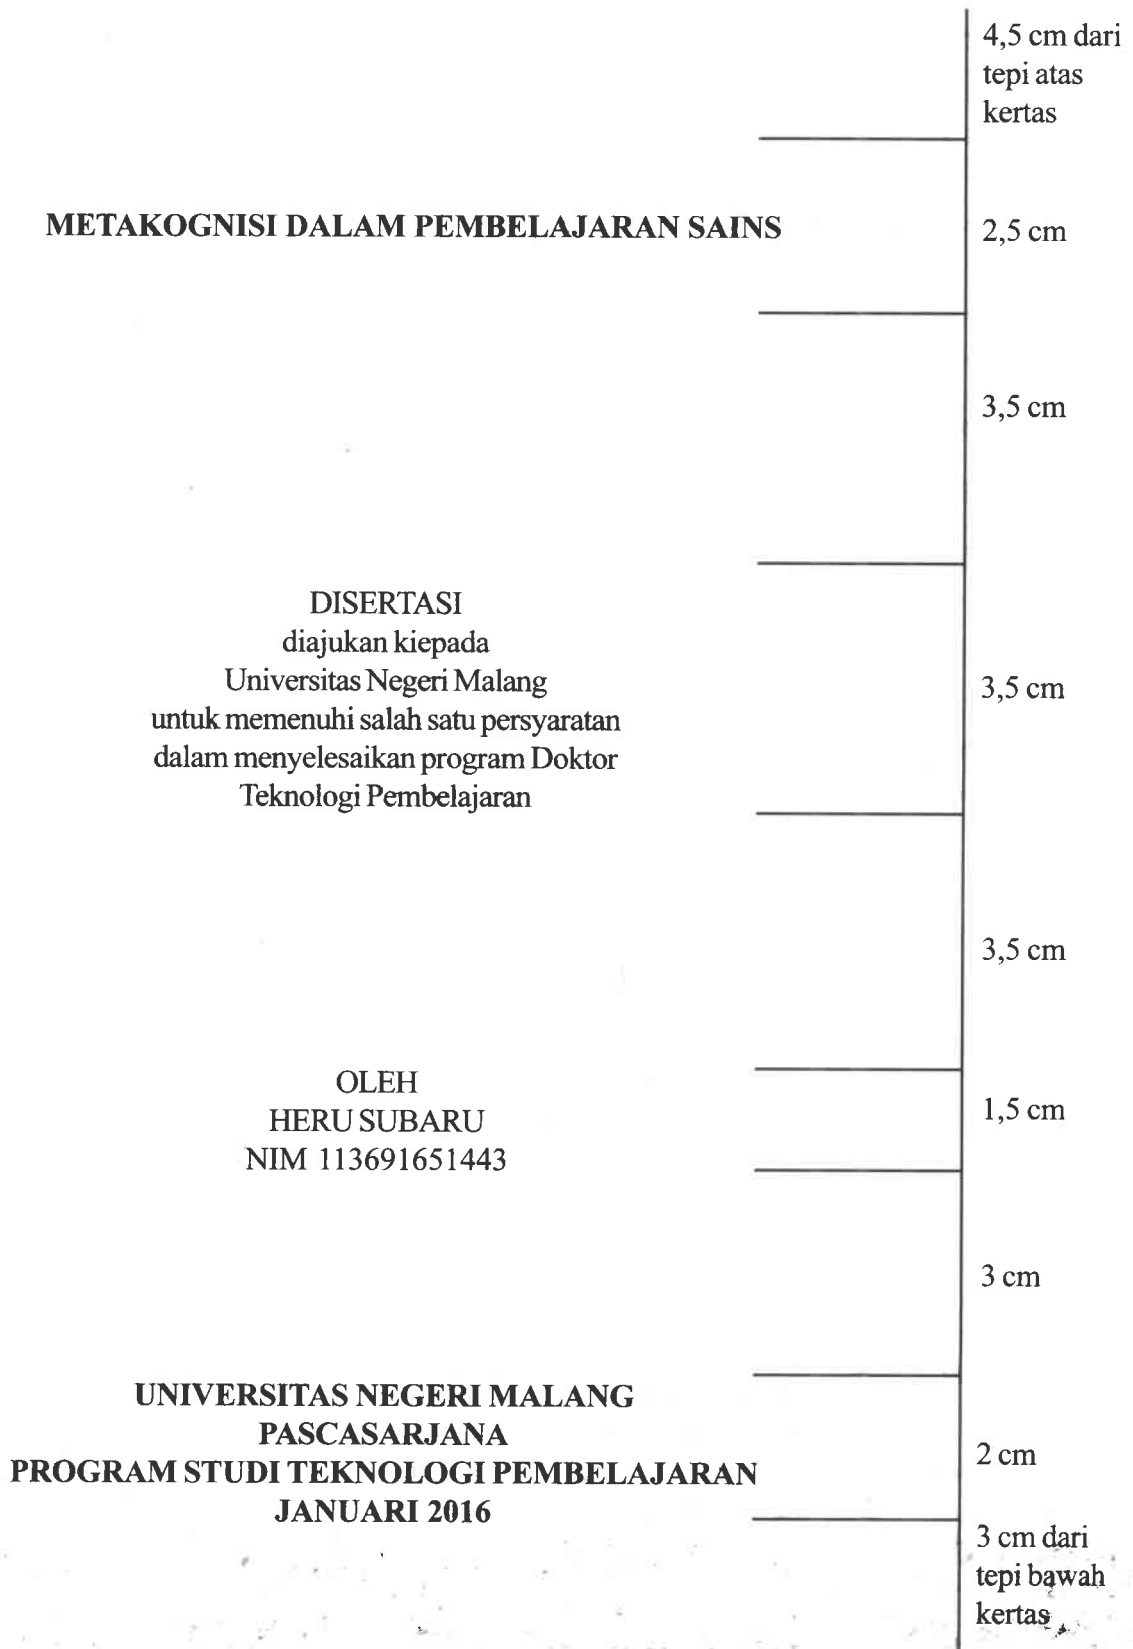 4,5 cm dari
tepi atas
kertas
METAKOGNISI DALAM PEMBELAJARAN SAINS
2,5 cm
3,5 cm
DISERTASI
diajukan kiepada
Universitas Negeri Malang
untuk memenuhi salah satu persyaratan
dalam menyelesaikan program Doktor
Teknologi Pembelajaran
3,5 cm
3,5 cm
OLEH
HERU SUBARU
NIM 113691651443
1,5 cm
3 cm
UNIVERSITAS NEGERI MALANG
PASCASARJANA
PROGRAM STUDI TEKNOLOGI PEMBELAJARAN
JANUARI 2016
2 cm
3 cm dari
tepi bawah
kertas